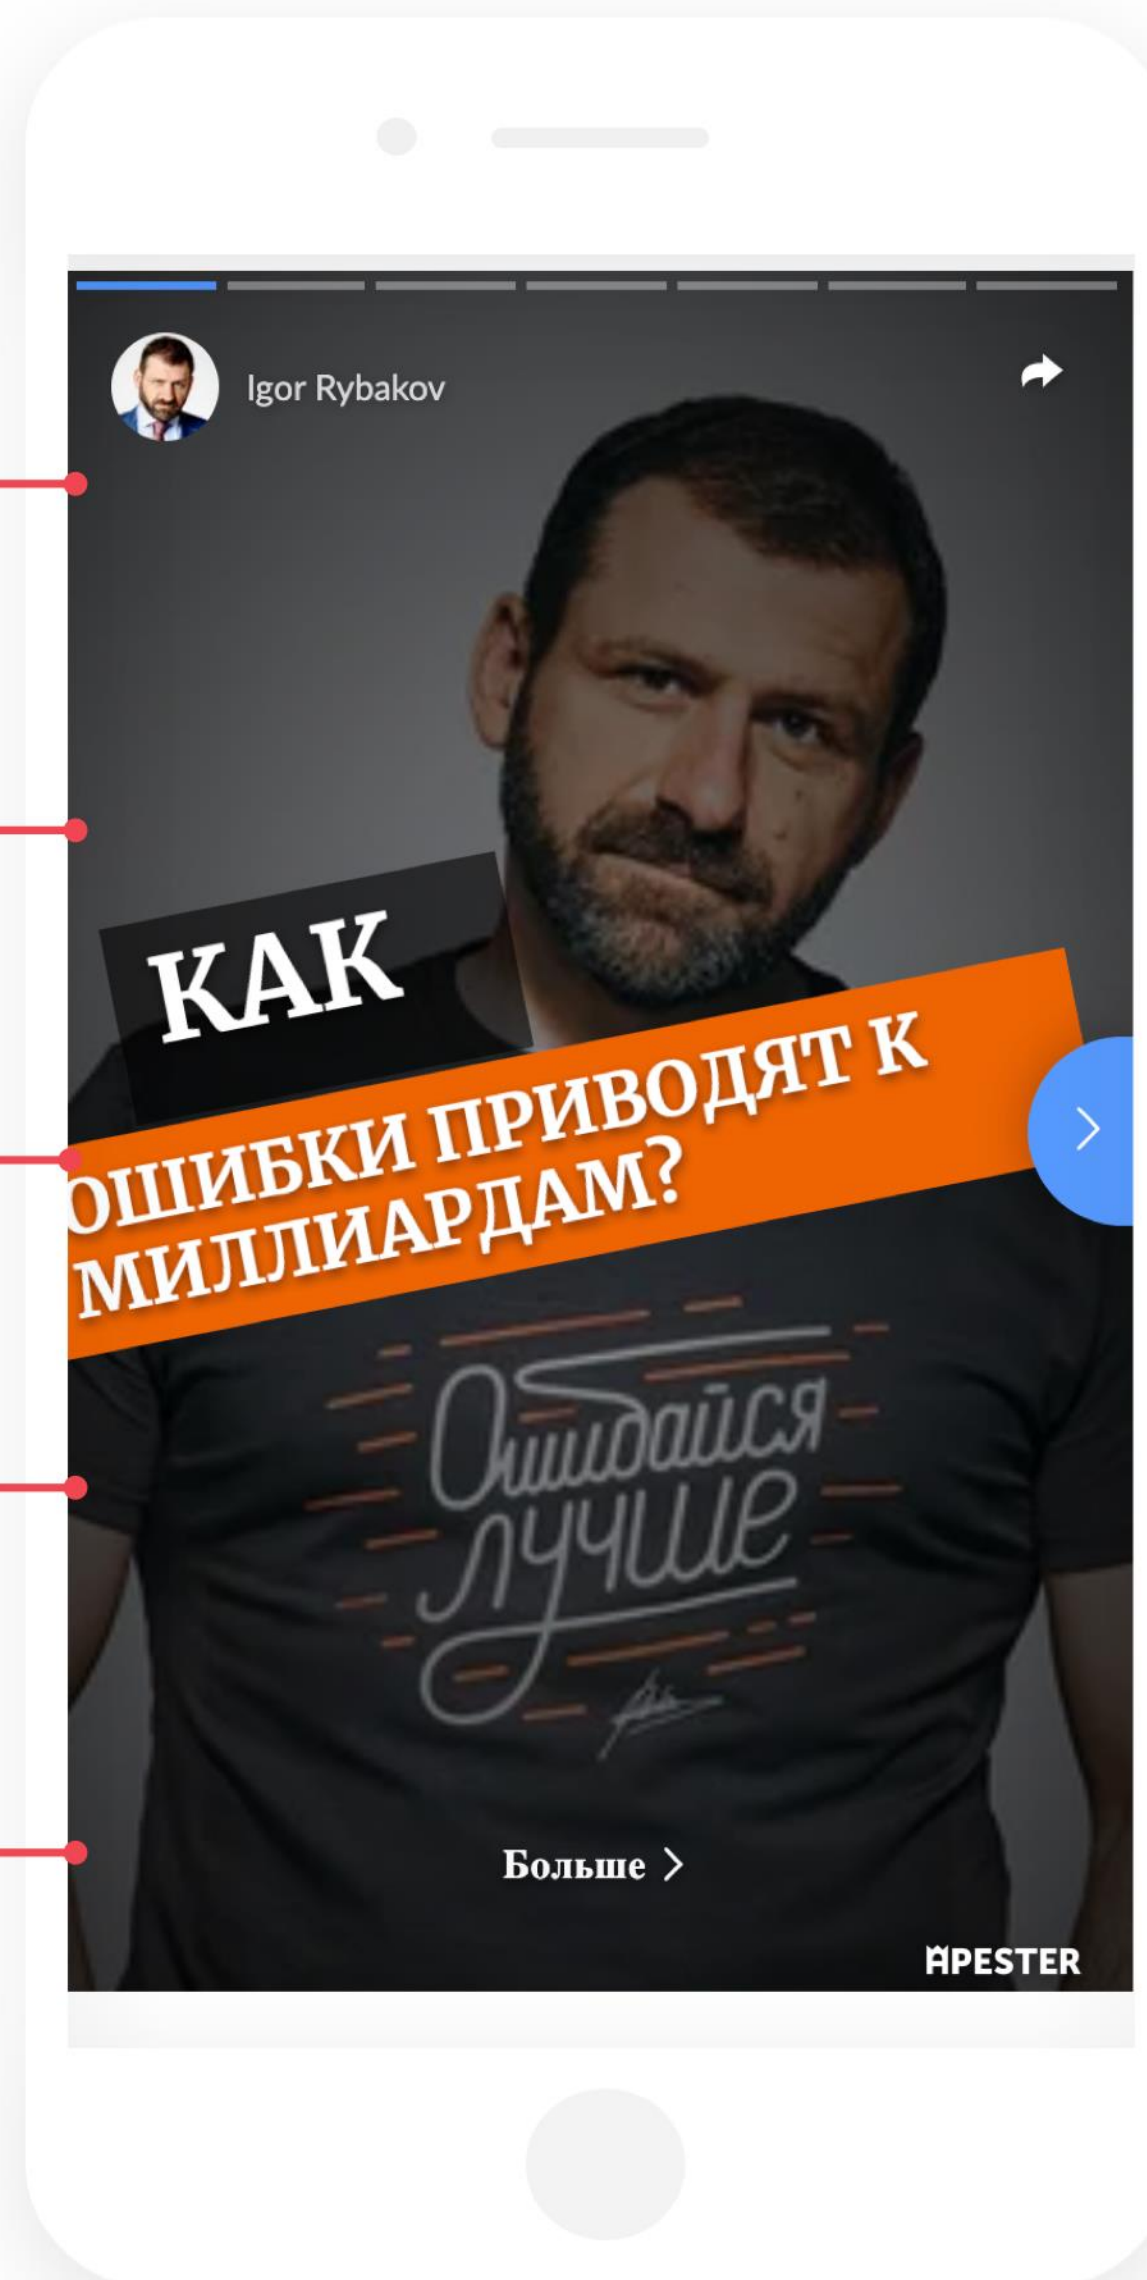 Igor Rybakov
КАК
ОШИБКИ ПРИВОДЯТ К
МИЛЛИАРДАМ?
Ошибайся
лучше
Больше
APESTER